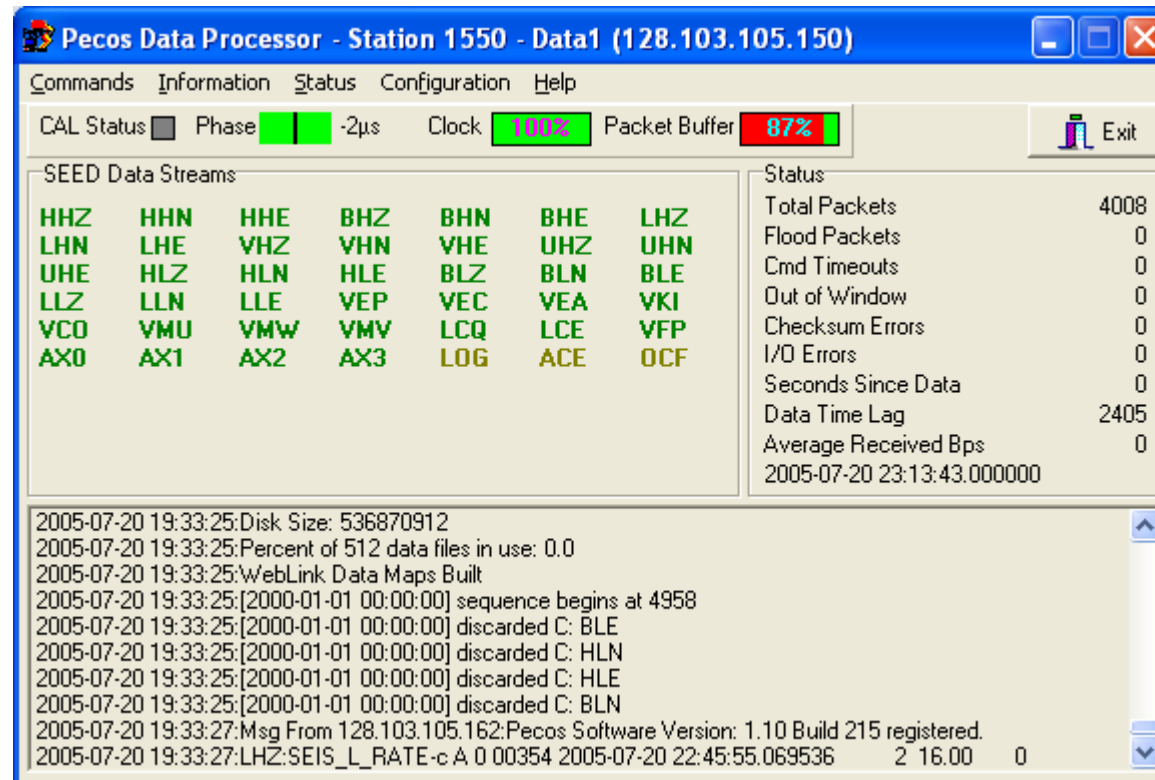 Pecos Data Processor - Station 1550 - Data1 (128.103.105.150)
Commands Information Status Configuration Help
CAL Status Phase -2µs Clock 100% Packet Buffer 87% Exit
SEED Data Streams
HHZ HHN HHE BHZ BHN BHE LHZ
LHN LHE VHZ VHN VHE UHZ UHN
UHE HLZ HLN HLE BLZ BLN BLE
LLZ LLN LLE VEP VEC VEA VKI
VCO VMU VMW VMV LCQ LCE VFP
AX0 AX1 AX2 AX3 LOG ACE OCF
Status
Total Packets 4008
Flood Packets 0
Cmd Timeouts 0
Out of Window 0
Checksum Errors 0
I/O Errors 0
Seconds Since Data 0
Data Time Lag 2405
Average Received Bps 0
2005-07-20 23:13:43.000000
2005-07-20 19:33:25:Disk Size: 536870912
2005-07-20 19:33:25:Percent of 512 data files in use: 0.0
2005-07-20 19:33:25:WebLink Data Maps Built
2005-07-20 19:33:25:[2000-01-01 00:00:00] sequence begins at 4958
2005-07-20 19:33:25:[2000-01-01 00:00:00] discarded C: BLE
2005-07-20 19:33:25:[2000-01-01 00:00:00] discarded C: HLN
2005-07-20 19:33:25:[2000-01-01 00:00:00] discarded C: HLE
2005-07-20 19:33:25:[2000-01-01 00:00:00] discarded C: BLN
2005-07-20 19:33:27:Msg From 128.103.105.162:Pecos Software Version: 1.10 Build 215 registered.
2005-07-20 19:33:27:LHZ:SEIS_L_RATE-c A 0 00354 2005-07-20 22:45:55.069536 2 16.00 0